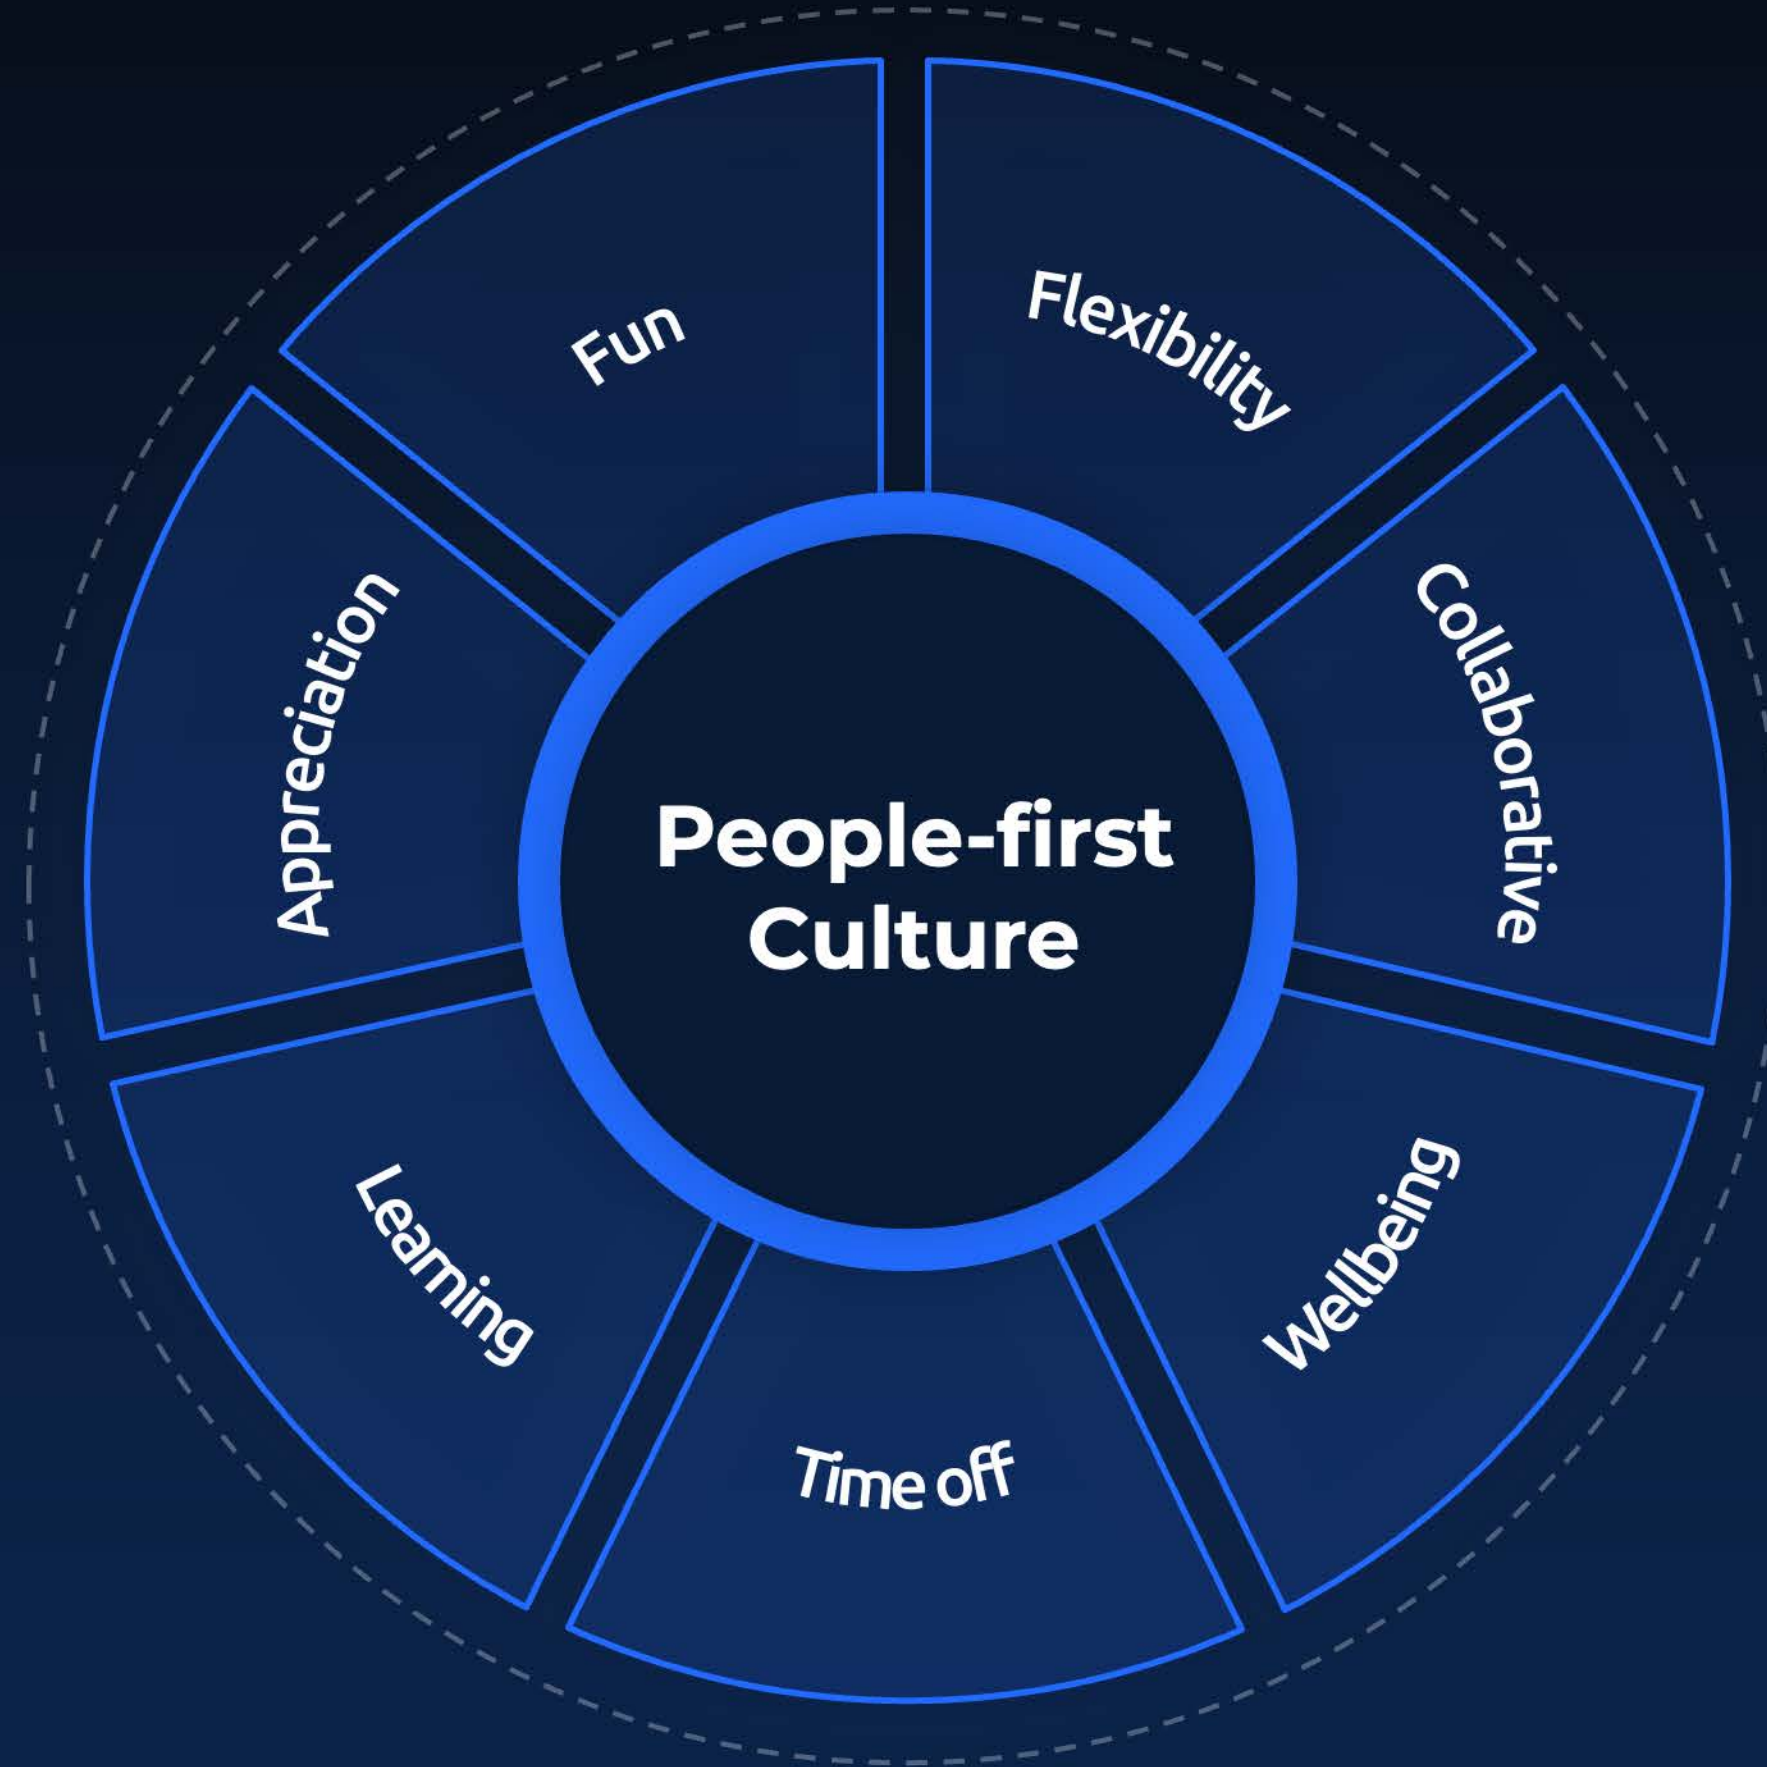 People-first
Culture
Flexibility
Collaborative
Wellbeing
Time off
Learning
Appreciation
Fun